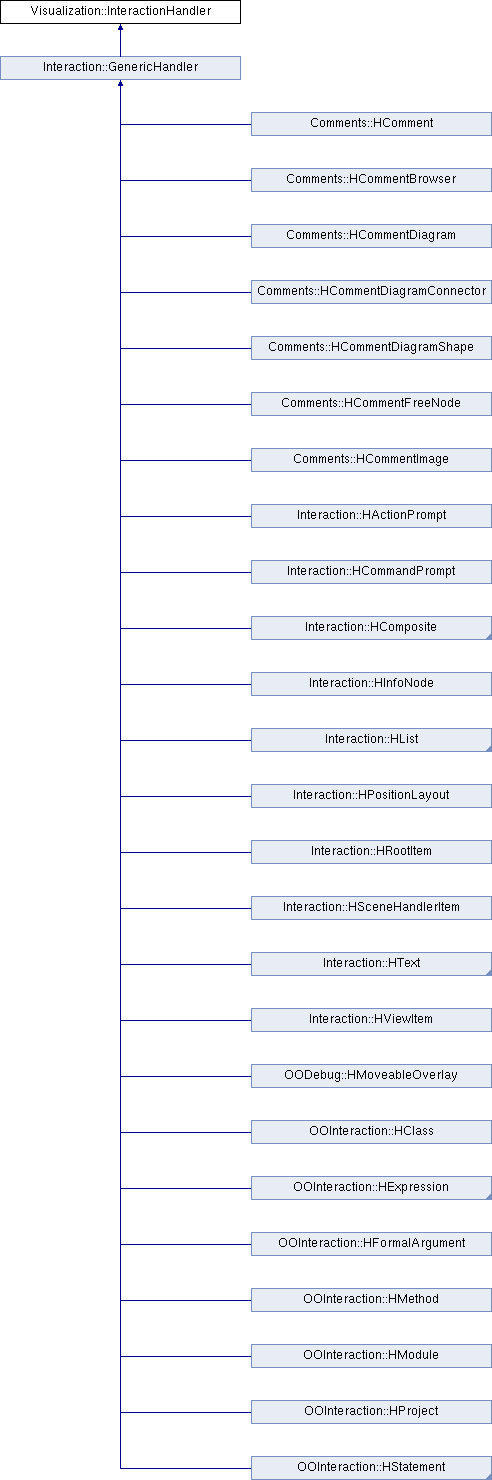 Visualization::InteractionHandler
Interaction::GenericHandler
Comments::HComment
Comments::HCommentBrowser
Comments::HCommentDiagram
Comments::HCommentDiagramConnector
Comments::HCommentDiagramShape
Comments::HCommentFreeNode
Comments::HCommentImage
Interaction::HActionPrompt
Interaction::HCommandPrompt
Interaction::HComposite
Interaction::HInfoNode
Interaction::HList
Interaction::HPositionLayout
Interaction::HRootItem
Interaction::HSceneHandlerItem
Interaction::HText
Interaction::HViewItem
OODebug::HMoveableOverlay
OOInteraction::HClass
OOInteraction::HExpression
OOInteraction::HFormalArgument
OOInteraction::HMethod
OOInteraction::HModule
OOInteraction::HProject
OOInteraction::HStatement